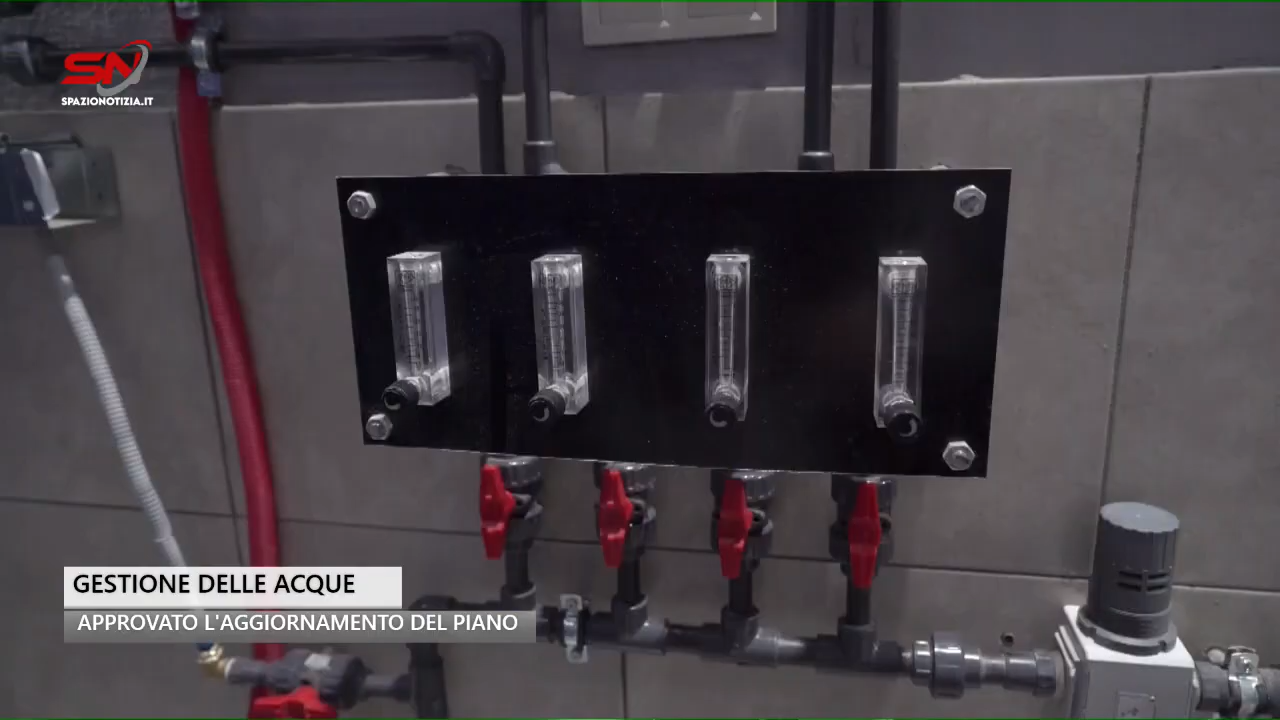 SN
SPAZIONOTIZIA.IT
GESTIONE DELLE ACQUE
APPROVATO L'AGGIORNAMENTO DEL PIANO